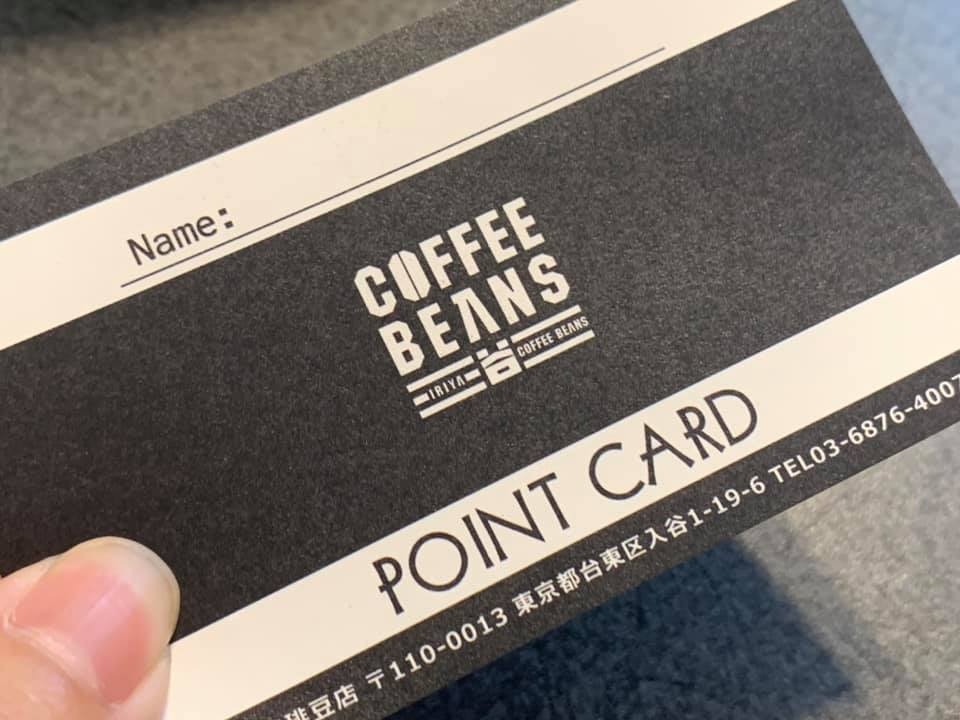 Name:
COFFEE
BEANS
IRIYA 谷 COFFEE BEANS
POINT CARD
琲豆店 〒110-0013 東京都台東区入谷1-19-6 TEL03-6876-4007